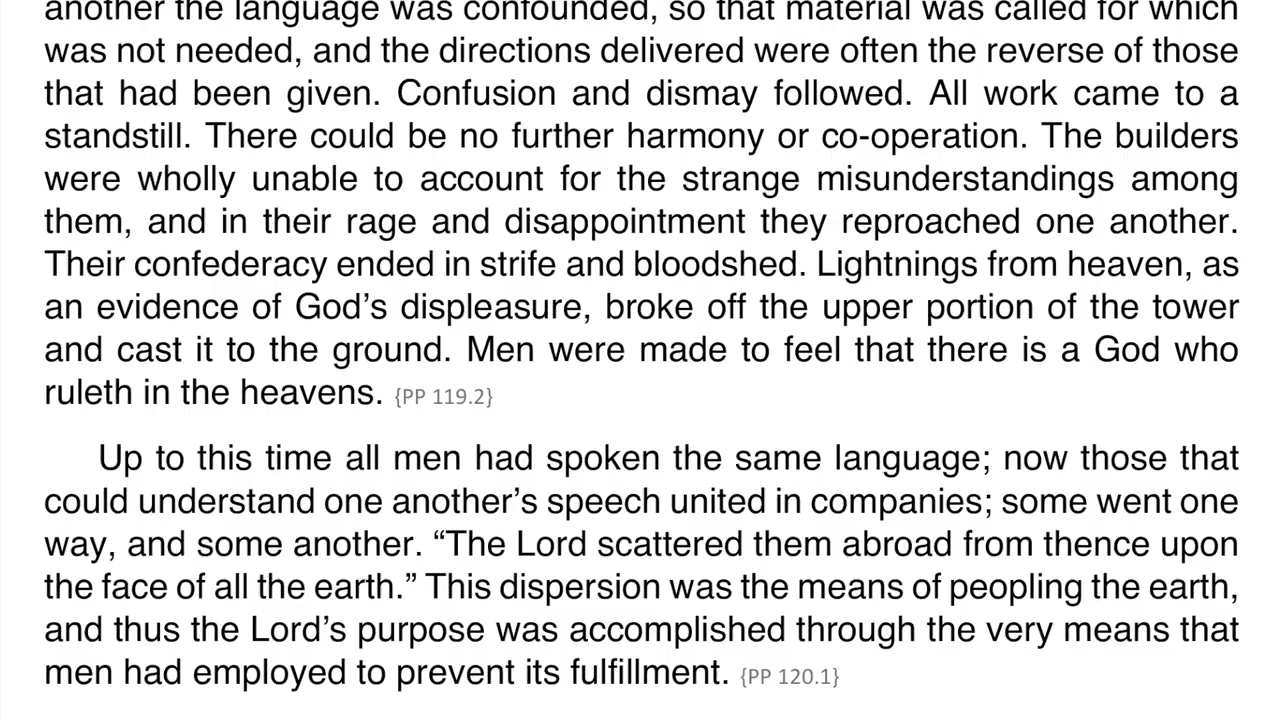 another the language was confounded, so that material was called for which
was not needed, and the directions delivered were often the reverse of those
that had been given. Confusion and dismay followed. All work came to a
standstill. There could be no further harmony or co-operation. The builders
were wholly unable to account for the strange misunderstandings among
them, and in their rage and disappointment they reproached one another.
Their confederacy ended in strife and bloodshed. Lightnings from heaven, as
an evidence of God’s displeasure, broke off the upper portion of the tower
and cast it to the ground. Men were made to feel that there is a God who
ruleth in the heavens. {PP 119.2}
Up to this time all men had spoken the same language; now those that
could understand one another’s speech united in companies; some went one
way, and some another. “The Lord scattered them abroad from thence upon
the face of all the earth.” This dispersion was the means of peopling the earth,
and thus the Lord’s purpose was accomplished through the very means that
men had employed to prevent its fulfillment. {PP 120.1}